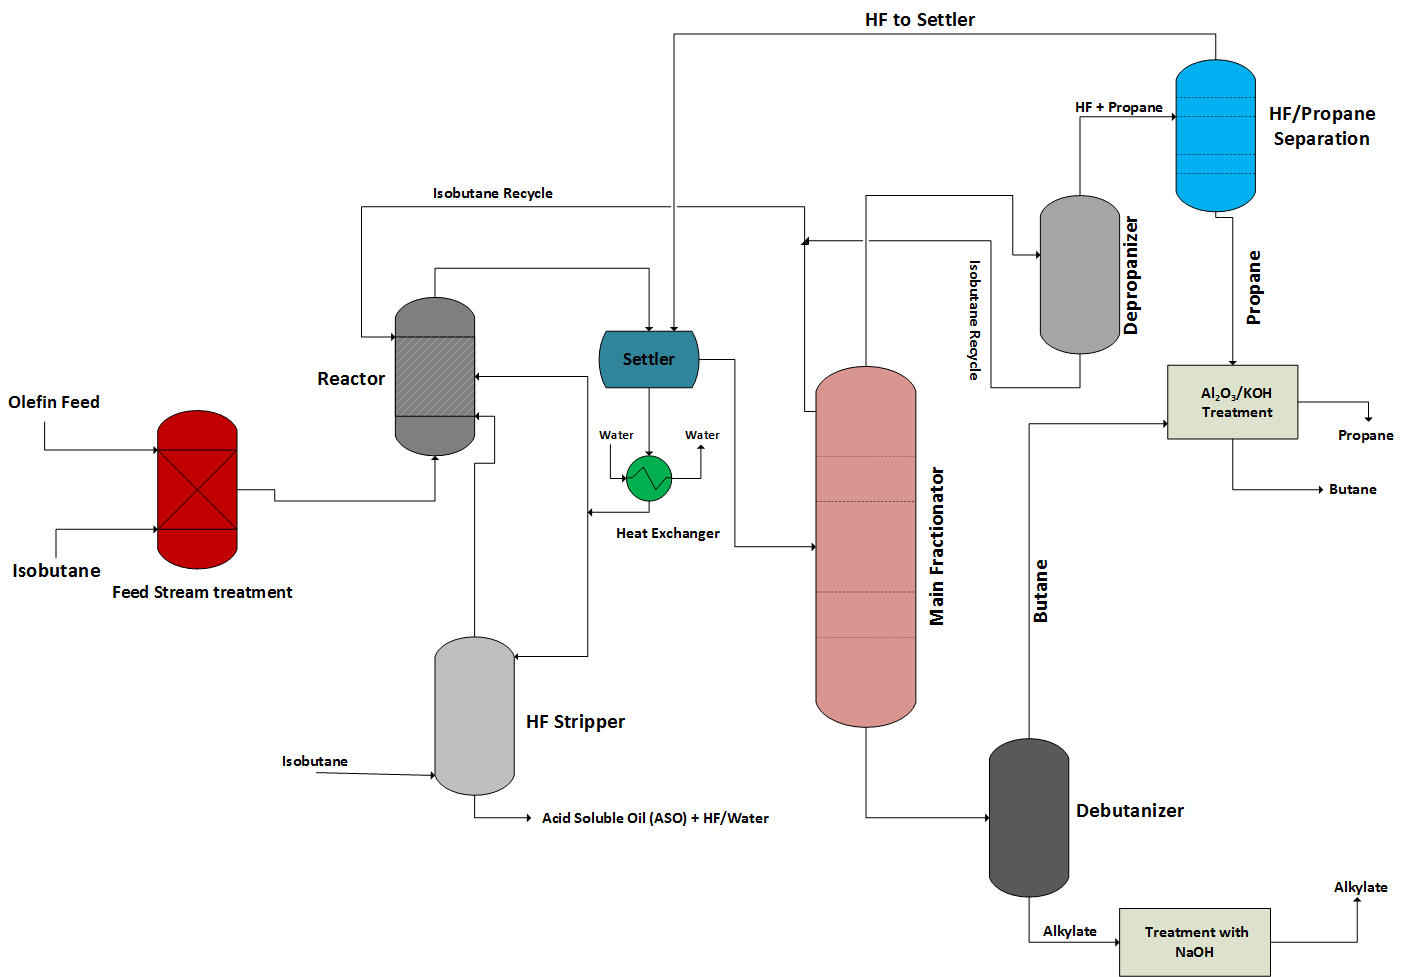 HF to Settler
HF + Propane
HF/Propane
Separation
Isobutane Recycle
Depropanizer
Propane
Isobutane Recycle
Settler
Reactor
Al₂O₃/KOH
Treatment
Olefin Feed
Water
Water
Propane
Butane
Heat Exchanger
Main Fractionator
Isobutane
Feed Stream treatment
Butane
HF Stripper
Isobutane
Acid Soluble Oil (ASO) + HF/Water
Debutanizer
Alkylate
Alkylate
Treatment with
NaOH